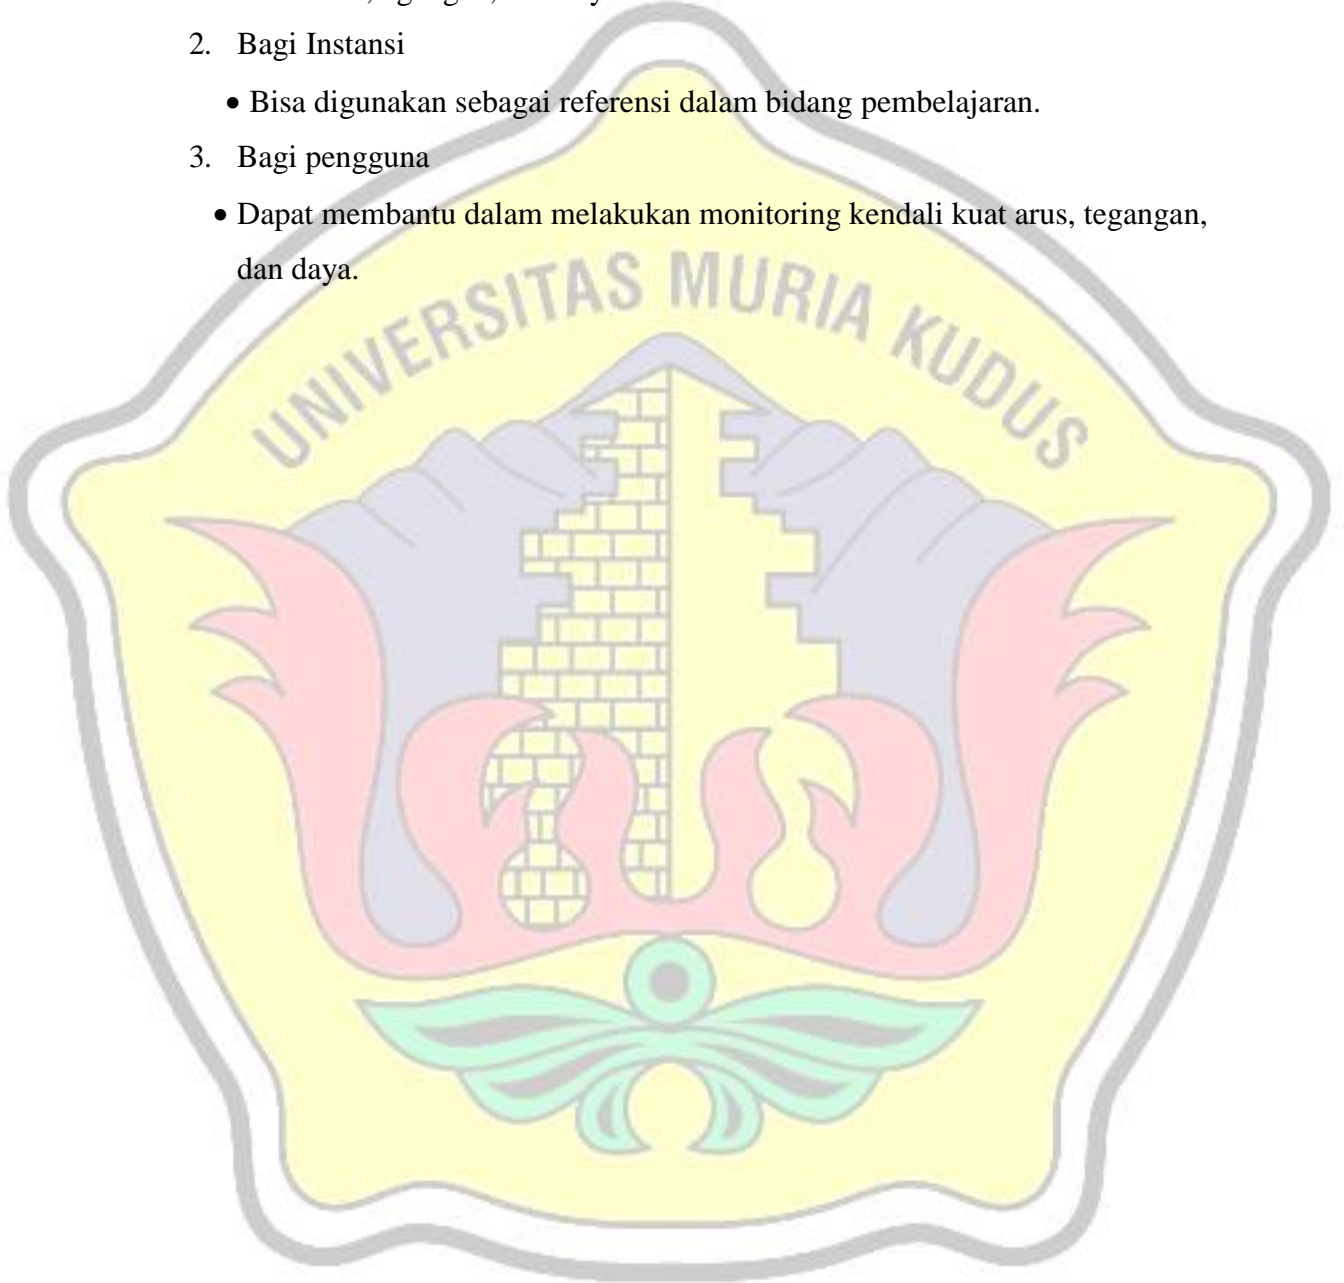 2. Bagi Instansi
• Bisa digunakan sebagai referensi dalam bidang pembelajaran.
3. Bagi pengguna
• Dapat membantu dalam melakukan monitoring kendali kuat arus, tegangan,
dan daya.
UNIVERSITAS MURIA KUDUS